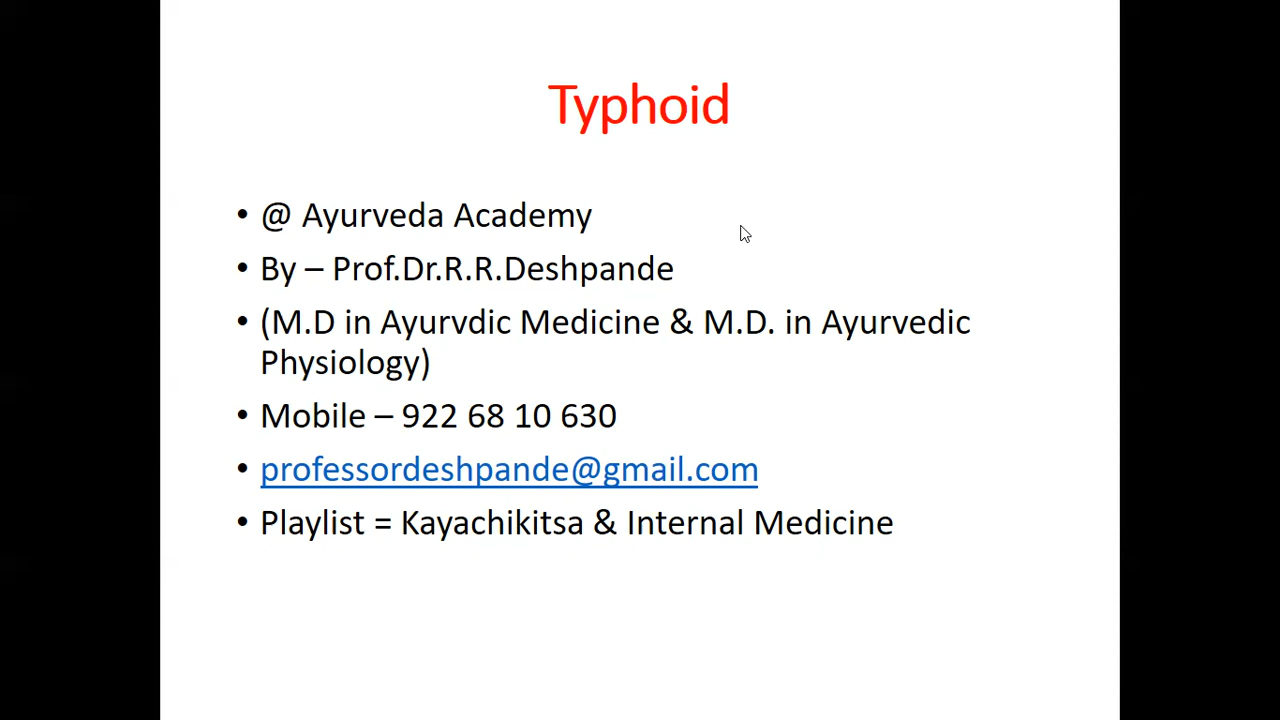 Typhoid
• @ Ayurveda Academy
• By – Prof.Dr.R.R.Deshpande
• (M.D in Ayurvdic Medicine & M.D. in Ayurvedic
Physiology)
• Mobile – 922 68 10 630
• professordeshpande@gmail.com
• Playlist = Kayachikitsa & Internal Medicine